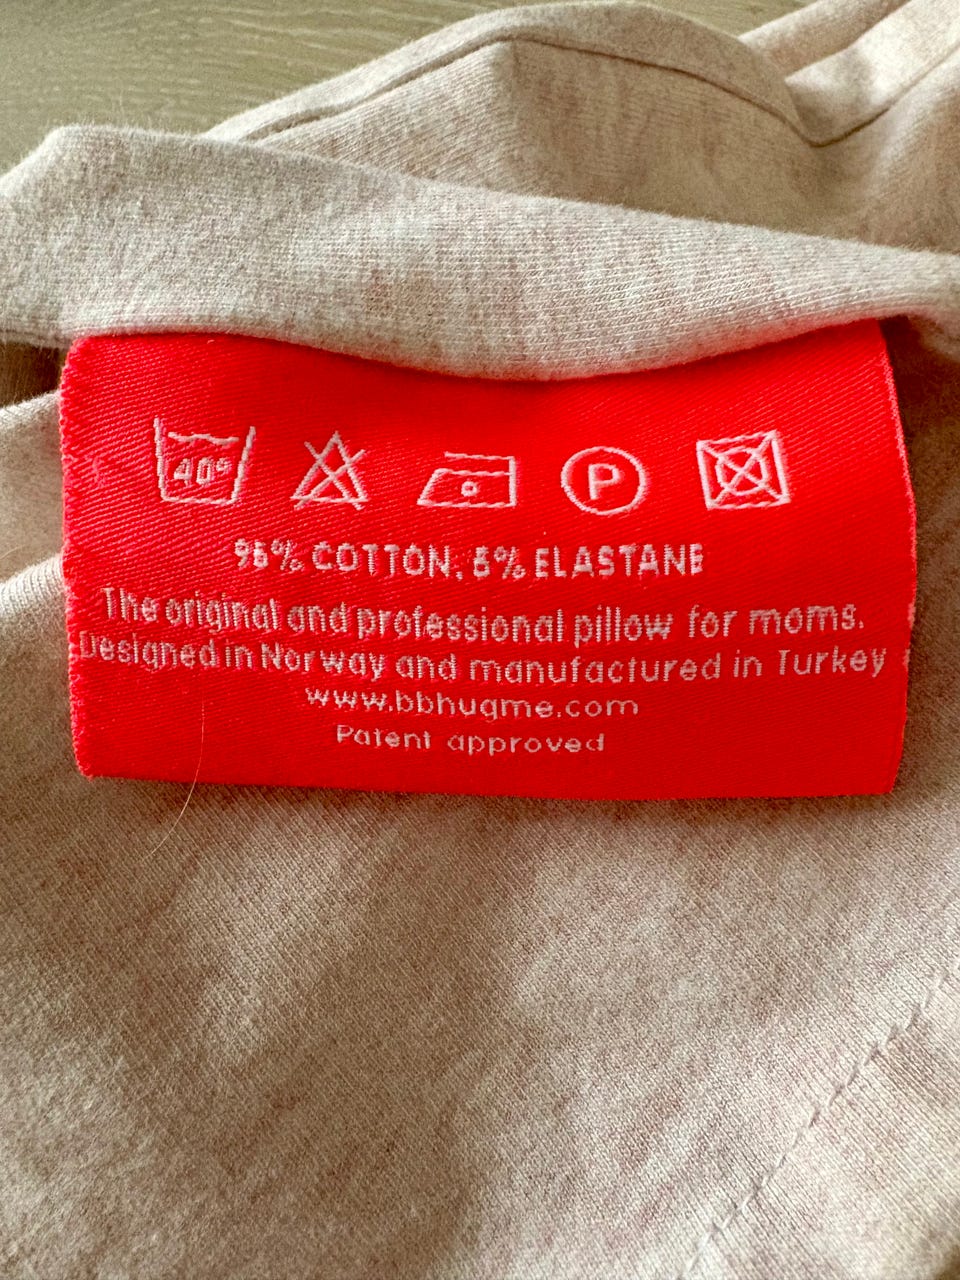 40°
P
95% COTTON, 5% ELASTANE
The original and professional pillow for moms.
Designed in Norway and manufactured in Turkey
www.bbhugme.com
Patent approved